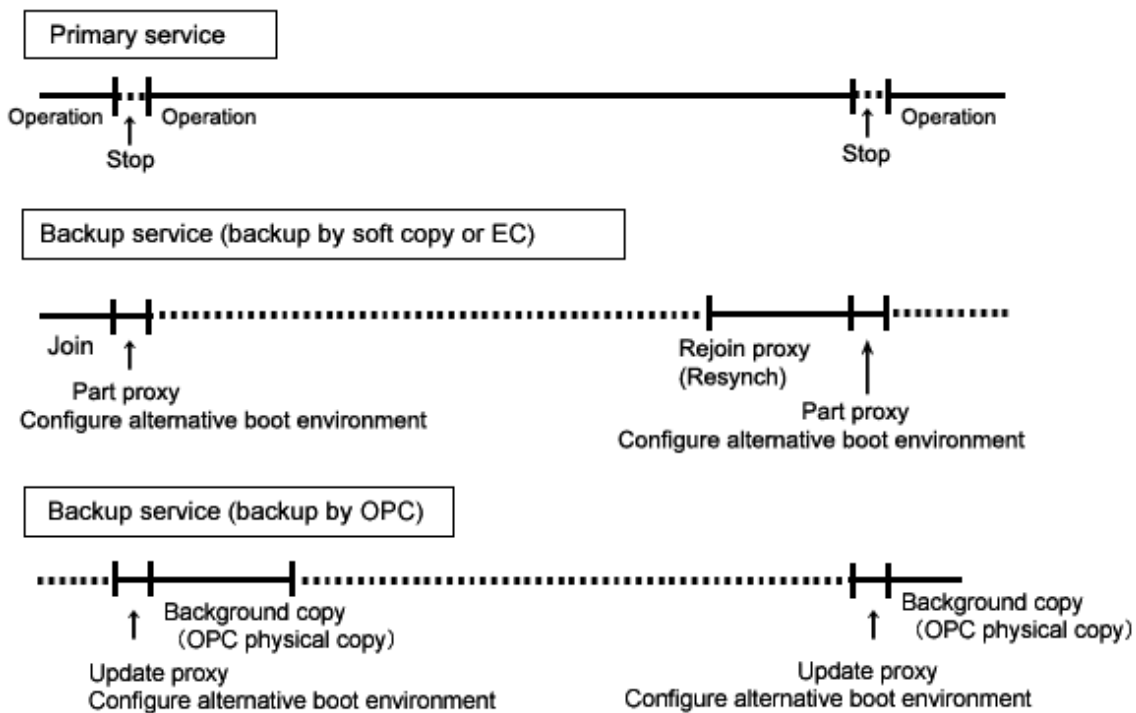 Primary service
Operation
Operation
Operation
Stop
Stop
Backup service (backup by soft copy or EC)
Join
Rejoin proxy
(Resynch)
Part proxy
Configure alternative boot environment
Part proxy
Configure alternative boot environment
Backup service (backup by OPC)
Background copy
(OPC physical copy)
Background copy
(OPC physical copy)
Update proxy
Configure alternative boot environment
Update proxy
Configure alternative boot environment